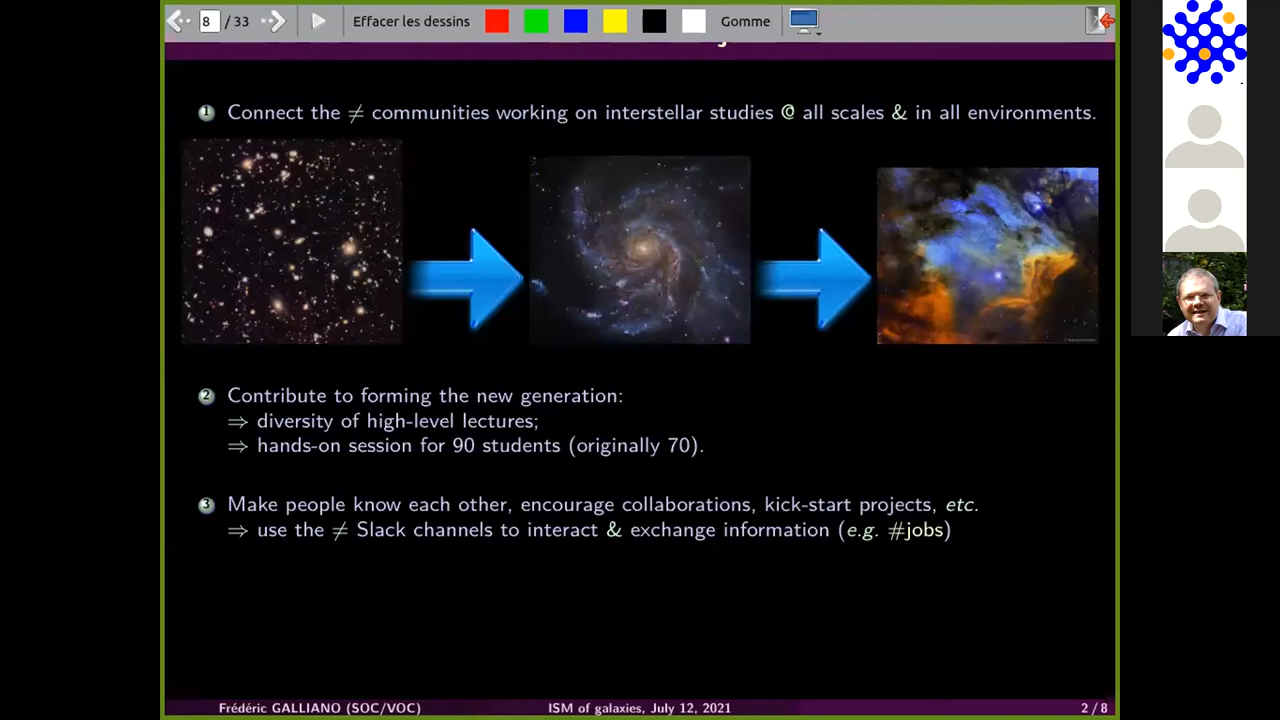 8 / 33 Effacer les dessins Gomme
1 Connect the ≠ communities working on interstellar studies @ all scales & in all environments.
2 Contribute to forming the new generation:
⇒ diversity of high-level lectures;
⇒ hands-on session for 90 students (originally 70).
3 Make people know each other, encourage collaborations, kick-start projects, etc.
⇒ use the ≠ Slack channels to interact & exchange information (e.g. #jobs)
Frédéric GALLIANO (SOC/VOC) ISM of galaxies, July 12, 2021 2 / 8